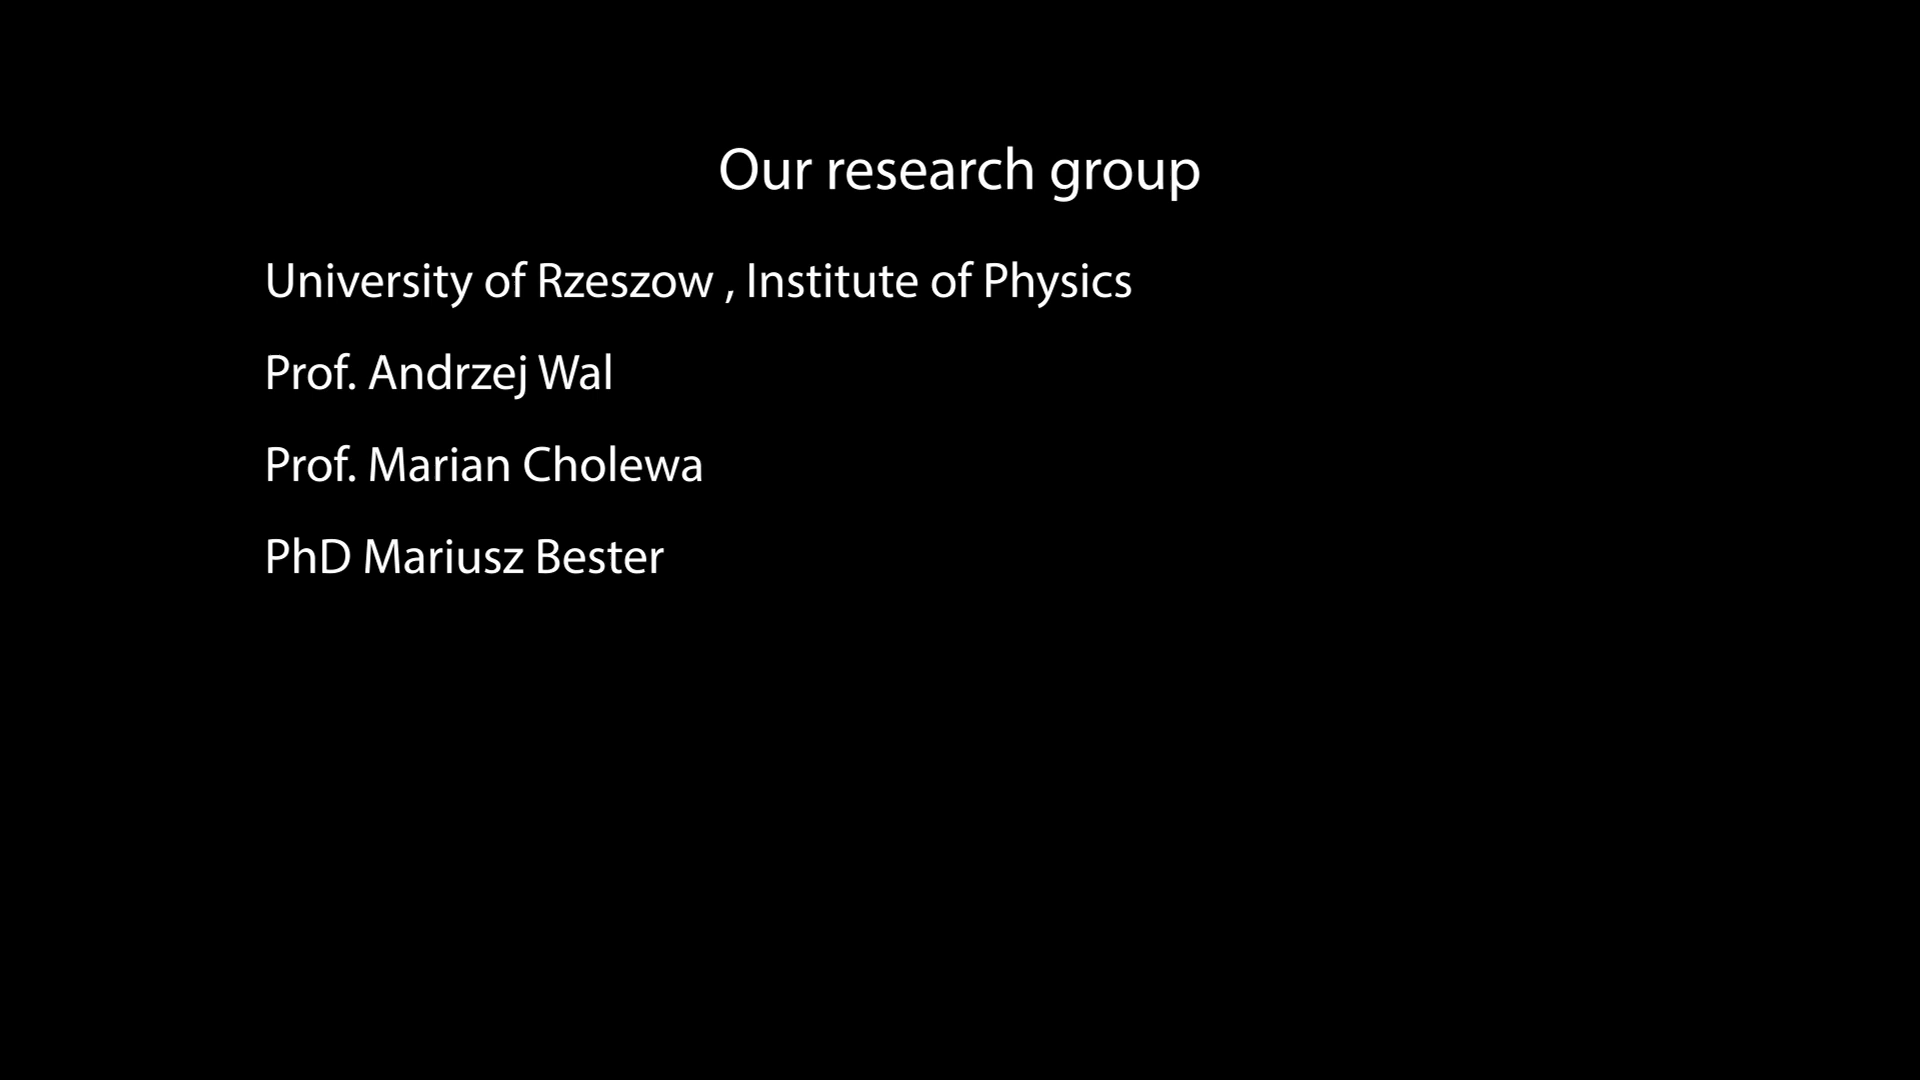 Our research group
University of Rzeszow , Institute of Physics
Prof. Andrzej Wal
Prof. Marian Cholewa
PhD Mariusz Bester